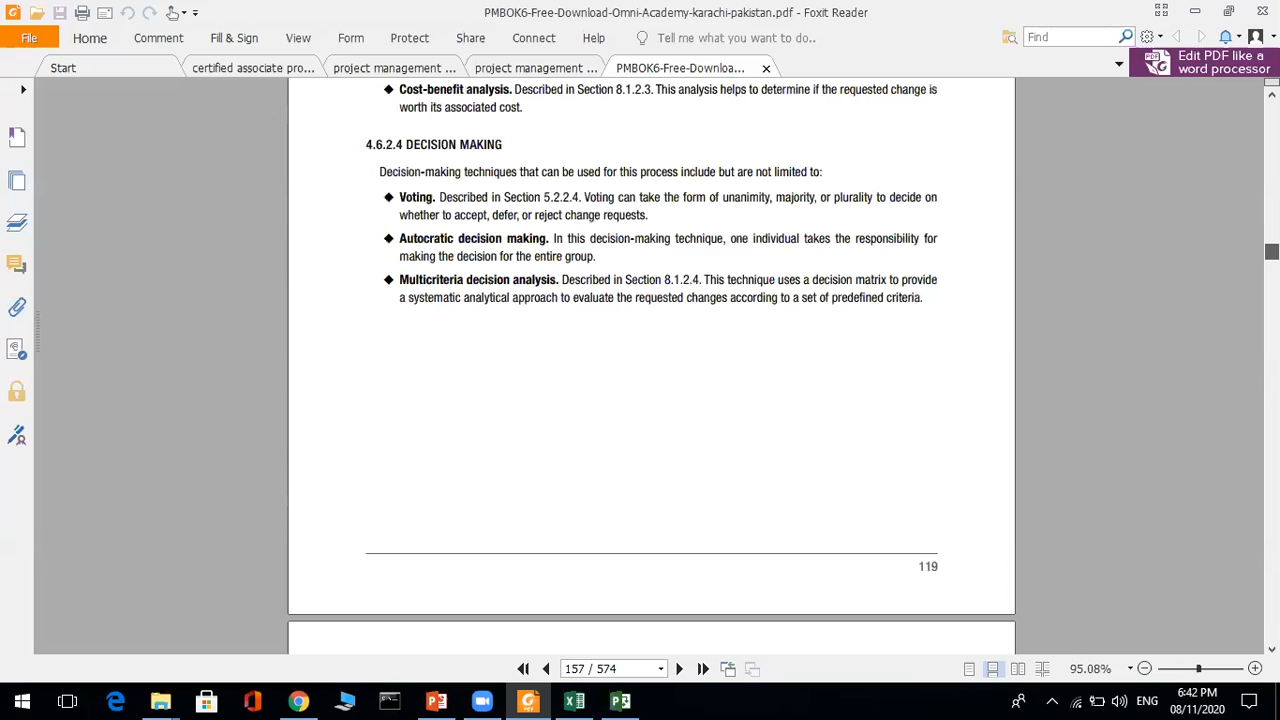 PMBOK6-Free-Download-Omni-Academy-karachi-pakistan.pdf * - Foxit Reader
File Home Comment Fill & Sign View Form Protect Share Connect Help Tell me what you want to do.. Find
Start certified associate pro... project management ... project management ... PMBOK6-Free-Downloa... Edit PDF like a
word processor
◆ Cost-benefit analysis. Described in Section 8.1.2.3. This analysis helps to determine if the requested change is
worth its associated cost.
4.6.2.4 DECISION MAKING
Decision-making techniques that can be used for this process include but are not limited to:
◆ Voting. Described in Section 5.2.2.4. Voting can take the form of unanimity, majority, or plurality to decide on
whether to accept, defer, or reject change requests.
◆ Autocratic decision making. In this decision-making technique, one individual takes the responsibility for
making the decision for the entire group.
◆ Multicriteria decision analysis. Described in Section 8.1.2.4. This technique uses a decision matrix to provide
a systematic analytical approach to evaluate the requested changes according to a set of predefined criteria.
119
157 / 574 95.08%
ENG 6:42 PM
08/11/2020